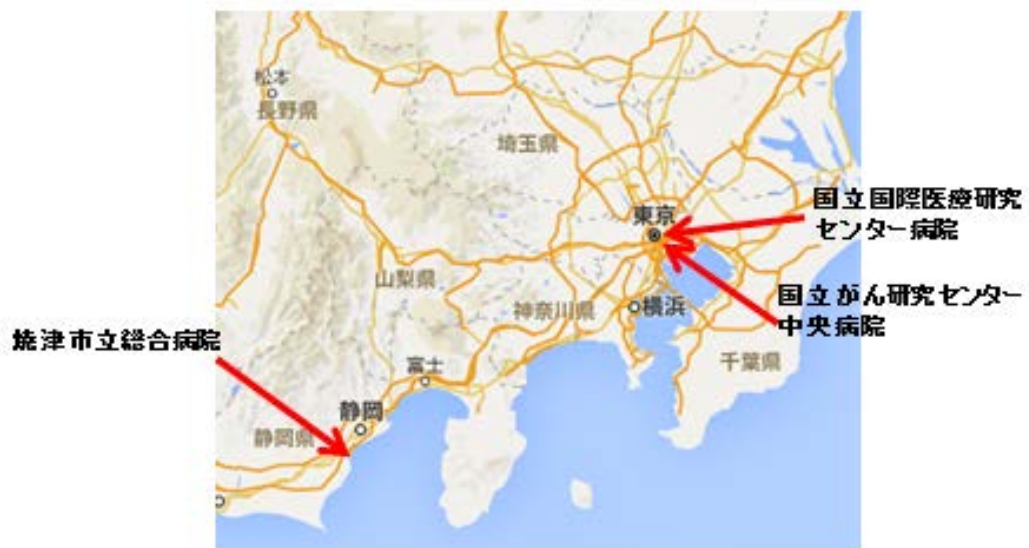 松本
長野県
埼玉県
東京
国立国際医療研究
センター病院
山梨県
神奈川県
横浜
国立がん研究センター
中央病院
焼津市立総合病院
富士
千葉県
静岡
静岡県